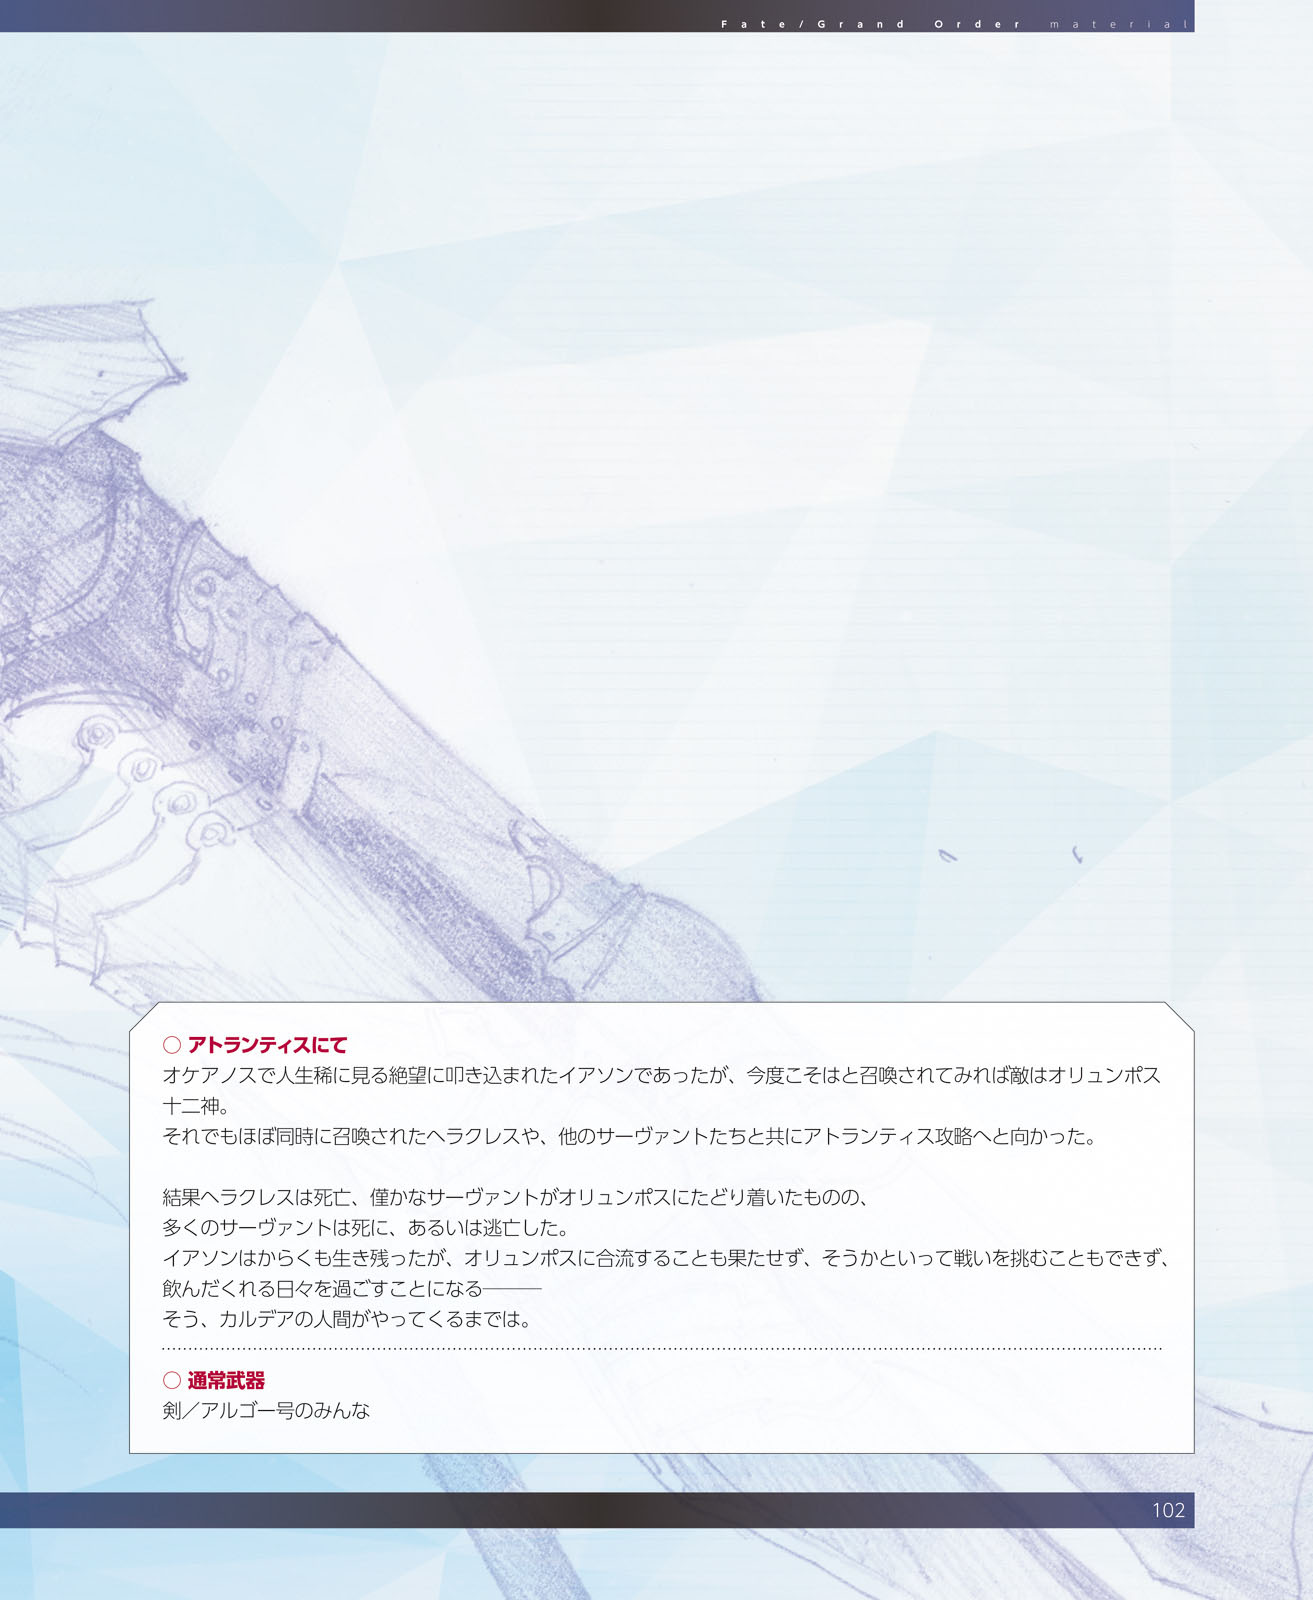 Fate/Grand Order material
○ アトランティスにて
オケアノスで人生稀に見る絶望に叩き込まれたイアソンであったが、今度こそはと召喚されてみれば敵はオリュンポス
十二神。
それでもほぼ同時に召喚されたヘラクレスや、他のサーヴァントたちと共にアトランティス攻略へと向かった。
結果ヘラクレスは死亡、僅かなサーヴァントがオリュンポスにたどり着いたものの、
多くのサーヴァントは死に、あるいは逃亡した。
イアソンはからくも生き残ったが、オリュンポスに合流することも果たせず、そうかといって戦いを挑むこともできず、
飲んだくれる日々を過ごすことになる―――
そう、カルデアの人間がやってくるまでは。
○ 通常武器
剣／アルゴー号のみんな
102